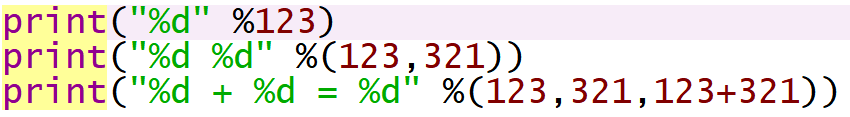 print("%d" %123)
print("%d %d" %(123,321))
print("%d + %d = %d" %(123,321,123+321))